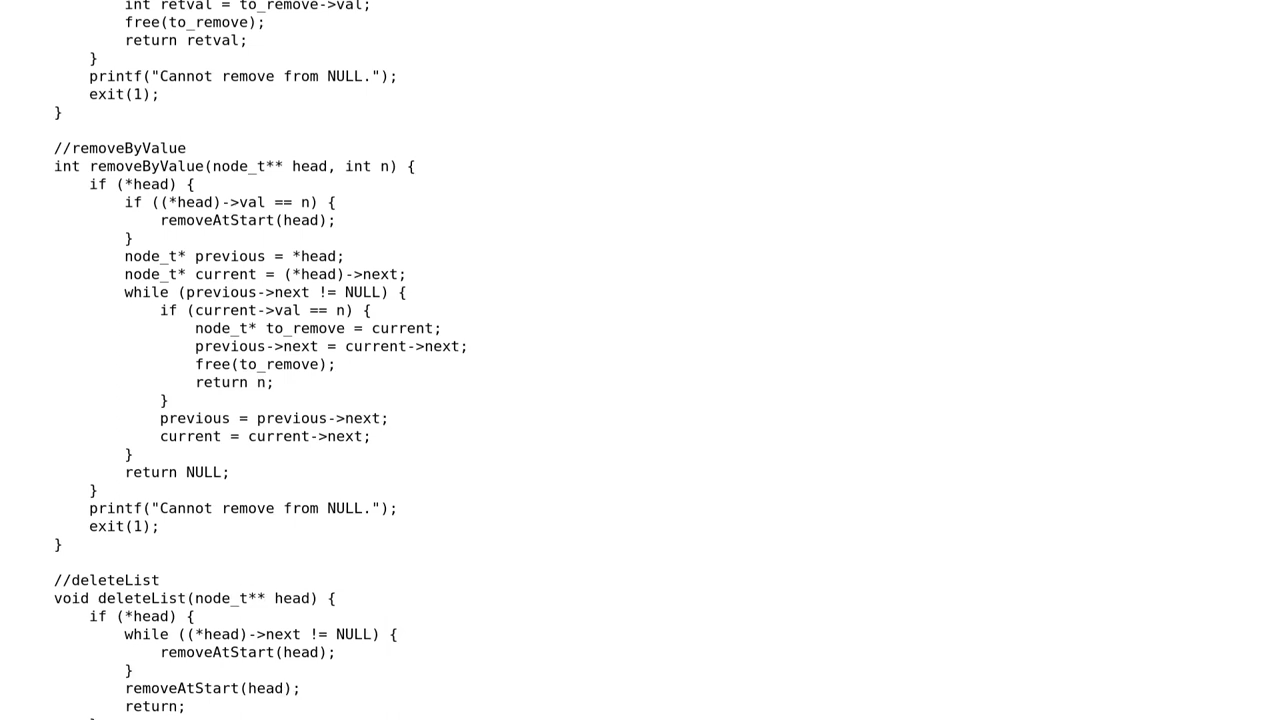 int retval = to_remove->val;
free(to_remove);
return retval;
}
printf("Cannot remove from NULL.");
exit(1);
}
//removeByValue
int removeByValue(node_t** head, int n) {
if (*head) {
if ((*head)->val == n) {
removeAtStart(head);
}
node_t* previous = *head;
node_t* current = (*head)->next;
while (previous->next != NULL) {
if (current->val == n) {
node_t* to_remove = current;
previous->next = current->next;
free(to_remove);
return n;
}
previous = previous->next;
current = current->next;
}
return NULL;
}
printf("Cannot remove from NULL.");
exit(1);
}
//deleteList
void deleteList(node_t** head) {
if (*head) {
while ((*head)->next != NULL) {
removeAtStart(head);
}
removeAtStart(head);
return;